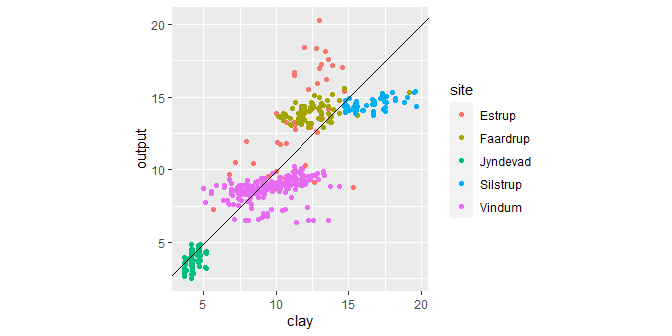 20
15
10
5
output
5
10
15
20
clay
site
Estrup
Faardrup
Jyndevad
Silstrup
Vindum